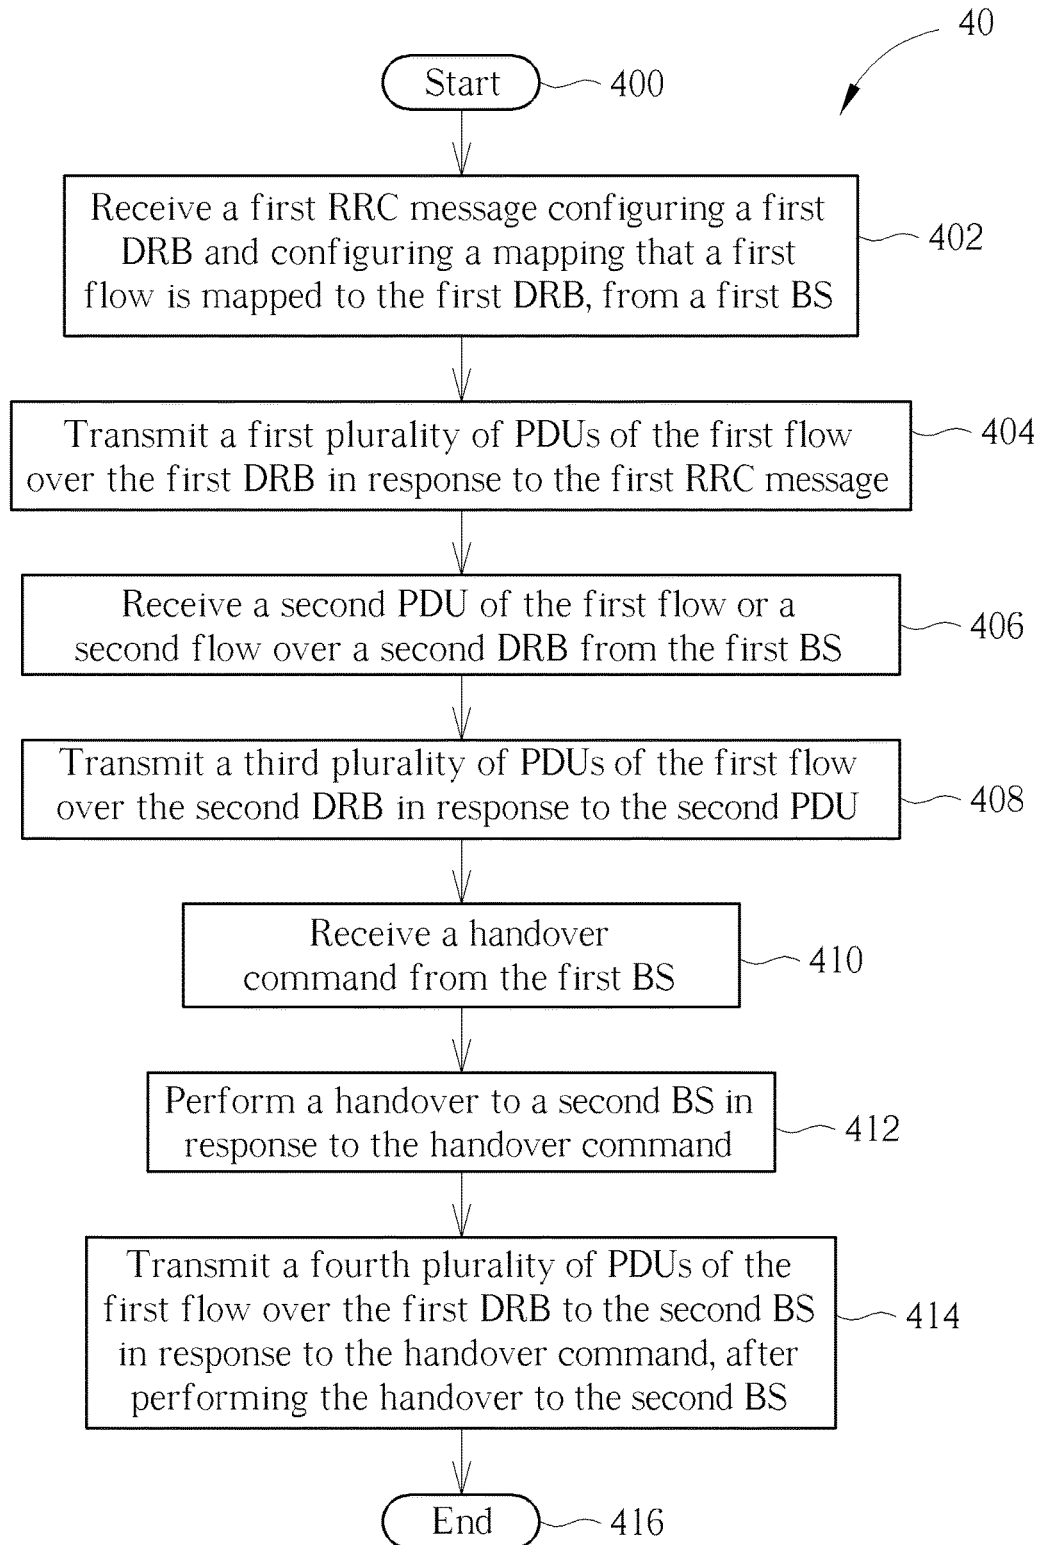 40
Start
400
Receive a first RRC message configuring a first
DRB and configuring a mapping that a first
flow is mapped to the first DRB, from a first BS
402
Transmit a first plurality of PDUs of the first flow
over the first DRB in response to the first RRC message
404
Receive a second PDU of the first flow or a
second flow over a second DRB from the first BS
406
Transmit a third plurality of PDUs of the first flow
over the second DRB in response to the second PDU
408
Receive a handover
command from the first BS
410
Perform a handover to a second BS in
response to the handover command
412
Transmit a fourth plurality of PDUs of the
first flow over the first DRB to the second BS
in response to the handover command, after
performing the handover to the second BS
414
End
416